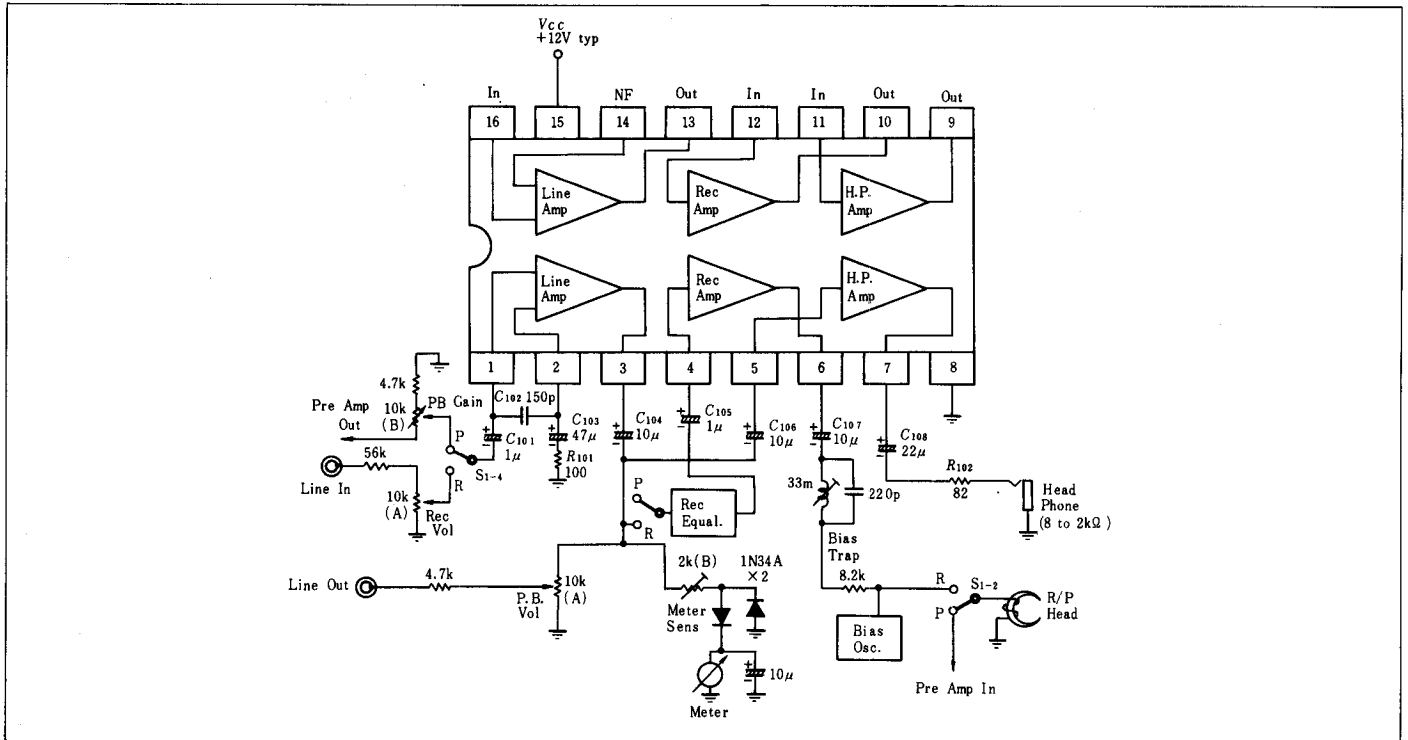 Vcc
+12V typ
In
NF
Out
In
In
Out
Out
16
15
14
13
12
11
10
9
Line
Amp
Rec
Amp
H.P.
Amp
Line
Amp
Rec
Amp
H.P.
Amp
1
2
3
4
5
6
7
8
4.7k
10k
(B)
PB Gain
Pre Amp
Out
P
R
S1-4
C101
1μ
C102 150p
C103
47μ
R101
100
C104
10μ
C105
1μ
C106
10μ
C107
10μ
C108
22μ
R102
82
Head
Phone
(8 to 2kΩ)
Line In
56k
10k
(A)
Rec
Vol
P
R
Rec
Equal.
33m
220p
Bias
Trap
8.2k
Bias
Osc.
R
P
S1-2
R/P
Head
Pre Amp In
Line Out
4.7k
10k
(A)
P.B.
Vol
2k(B)
Meter
Sens
1N34A
×2
10μ
Meter